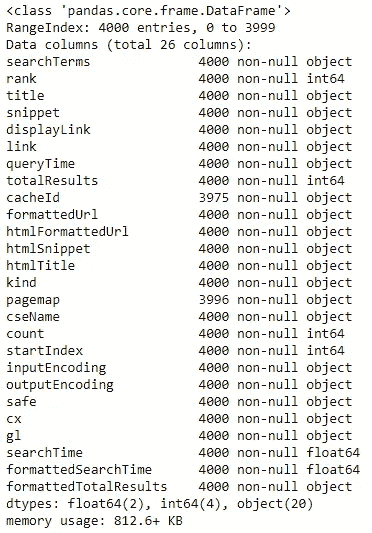 <class 'pandas.core.frame.DataFrame'>
RangeIndex: 4000 entries, 0 to 3999
Data columns (total 26 columns):
searchTerms 4000 non-null object
rank 4000 non-null int64
title 4000 non-null object
snippet 4000 non-null object
displayLink 4000 non-null object
link 4000 non-null object
queryTime 4000 non-null object
totalResults 4000 non-null int64
cacheId 3975 non-null object
formattedUrl 4000 non-null object
htmlFormattedUrl 4000 non-null object
htmlSnippet 4000 non-null object
htmlTitle 4000 non-null object
kind 4000 non-null object
pagemap 3996 non-null object
cseName 4000 non-null object
count 4000 non-null int64
startIndex 4000 non-null int64
inputEncoding 4000 non-null object
outputEncoding 4000 non-null object
safe 4000 non-null object
cx 4000 non-null object
gl 4000 non-null object
searchTime 4000 non-null float64
formattedSearchTime 4000 non-null float64
formattedTotalResults 4000 non-null object
dtypes: float64(2), int64(4), object(20)
memory usage: 812.6+ KB